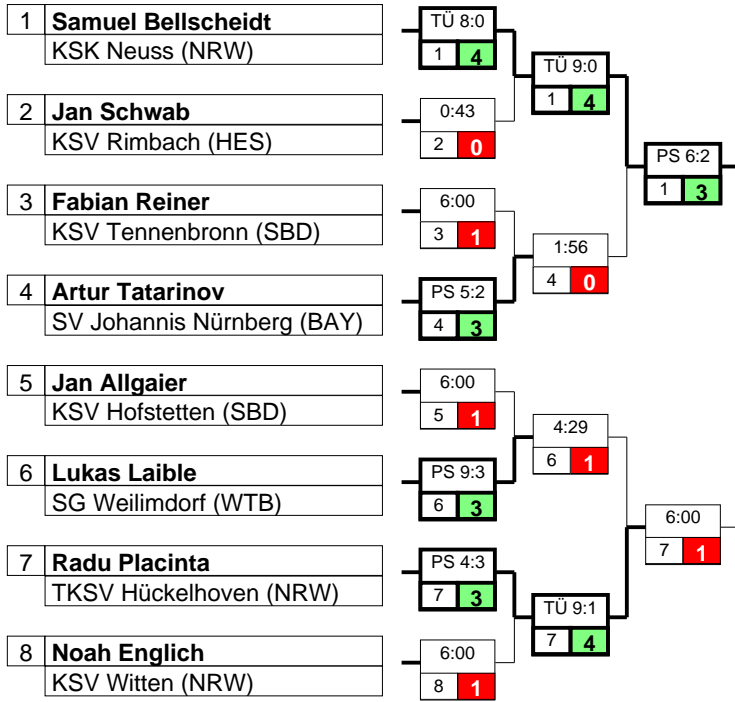 1 Samuel Bellscheidt
KSK Neuss (NRW)
TÜ 8:0
1 4
TÜ 9:0
1 4
2 Jan Schwab
KSV Rimbach (HES)
0:43
2 0
PS 6:2
1 3
3 Fabian Reiner
KSV Tennenbronn (SBD)
6:00
3 1
1:56
4 0
4 Artur Tatarinov
SV Johannis Nürnberg (BAY)
PS 5:2
4 3
5 Jan Allgaier
KSV Hofstetten (SBD)
6:00
5 1
4:29
6 1
6 Lukas Laible
SG Weilimdorf (WTB)
PS 9:3
6 3
6:00
7 1
7 Radu Placinta
TKSV Hückelhoven (NRW)
PS 4:3
7 3
TÜ 9:1
7 4
8 Noah Englich
KSV Witten (NRW)
6:00
8 1